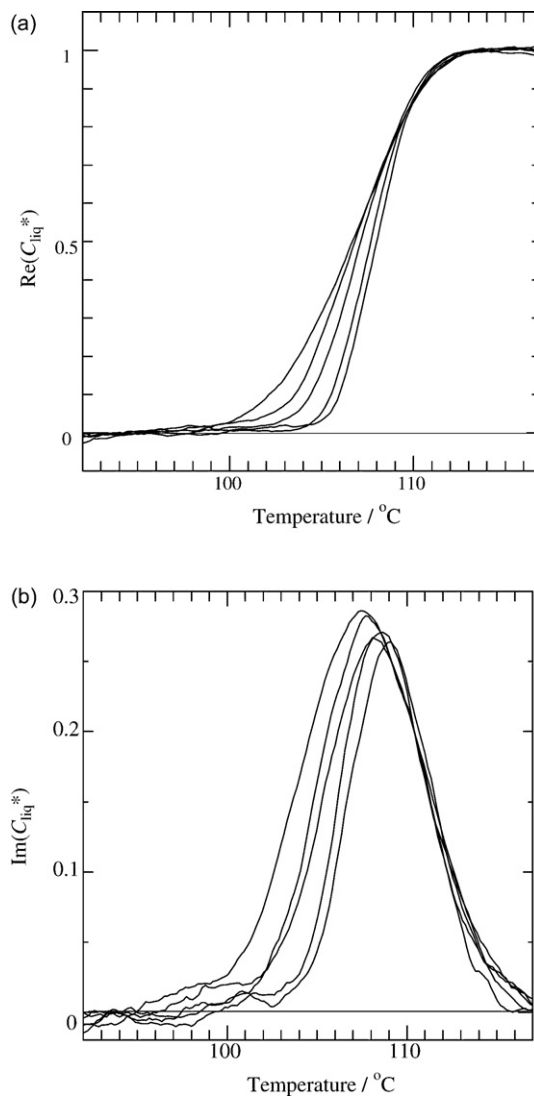 (a)
1
0.5
0
Re(C_liq*)
100
110
Temperature / °C
(b)
0.3
0.2
0.1
0
Im(C_liq*)
100
110
Temperature / °C